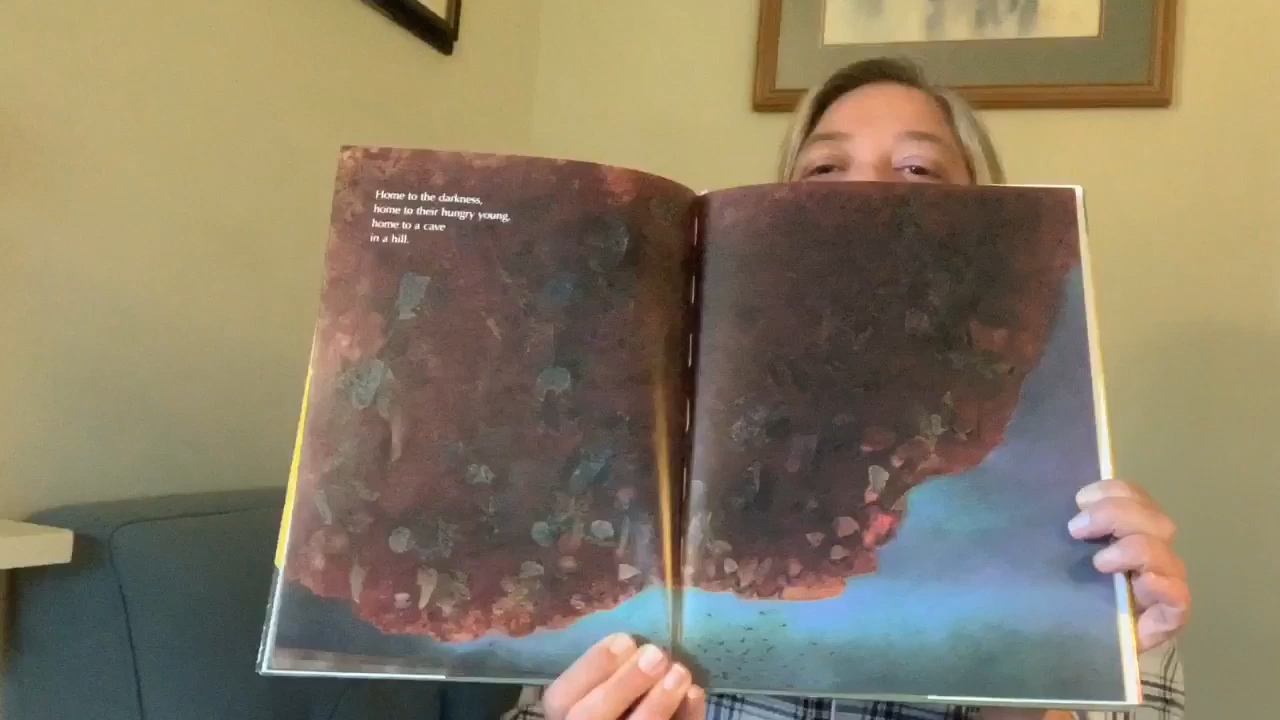 Home to the darkness,
home to their hungry young,
home to a cave
in a hill.